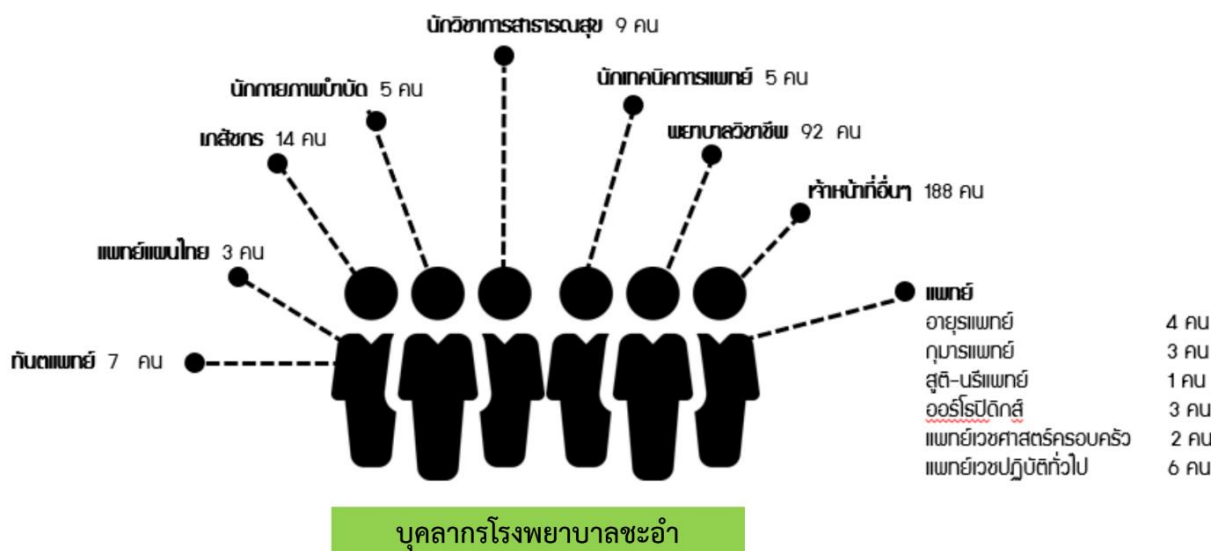 นักวิชาการสาธารณสุข 9 คน
นักกายภาพบำบัด 5 คน
นักเทคนิคการแพทย์ 5 คน
เภสัชกร 14 คน
พยาบาลวิชาชีพ 92 คน
เจ้าหน้าที่อื่นๆ 188 คน
แพทย์แผนไทย 3 คน
ทันตแพทย์ 7 คน
แพทย์
อายุรแพทย์ 4 คน
กุมารแพทย์ 3 คน
สูติ-นรีแพทย์ 1 คน
ออร์โรปิดิกส์ 3 คน
แพทย์เวชศาสตร์ครอบครัว 2 คน
แพทย์เวชปฏิบัติทั่วไป 6 คน
บุคลากรโรงพยาบาลชะอำ